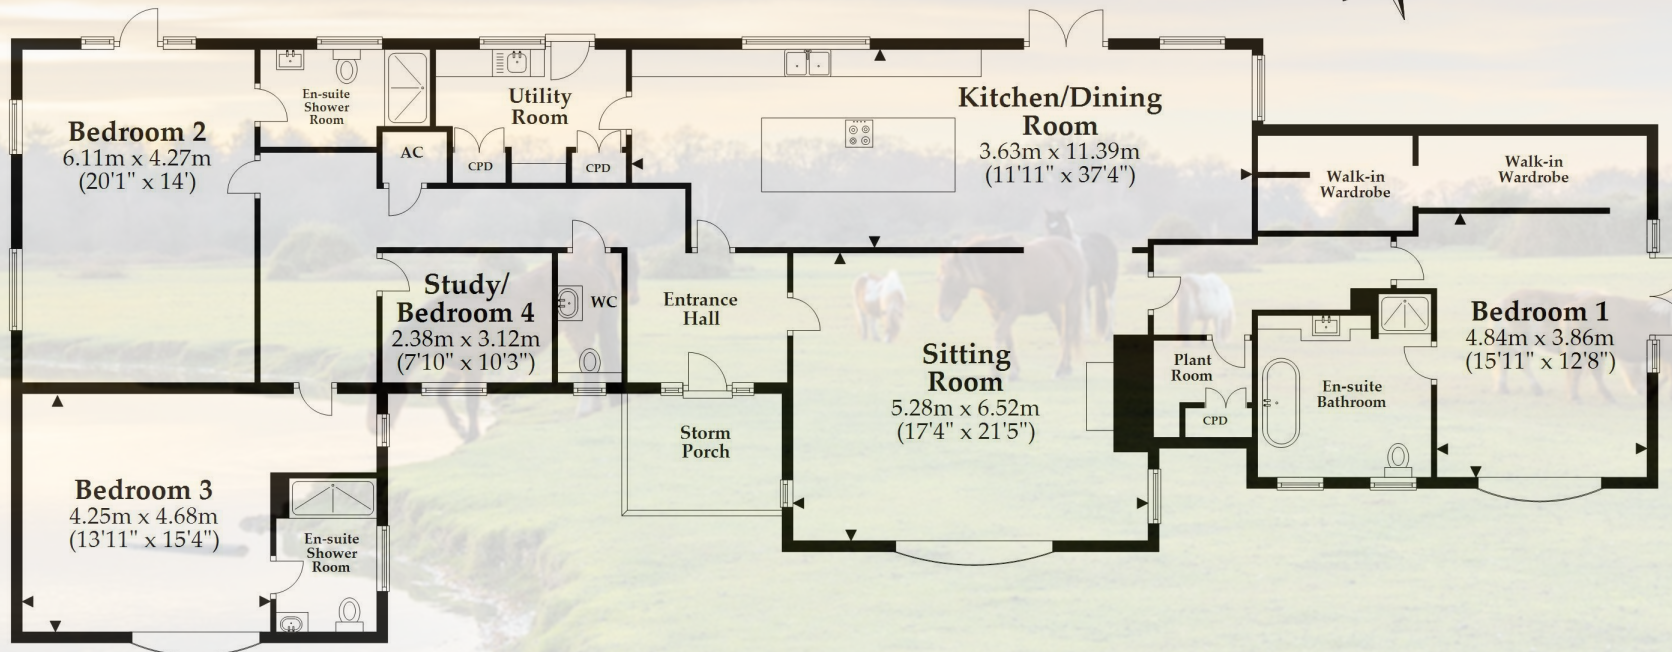 Bedroom 2
6.11m x 4.27m
(20'1" x 14')
En-suite
Shower
Room
AC
Utility
Room
CPD
CPD
Kitchen/Dining
Room
3.63m x 11.39m
(11'11" x 37'4")
Walk-in
Wardrobe
Walk-in
Wardrobe
Study/
Bedroom 4
2.38m x 3.12m
(7'10" x 10'3")
WC
Entrance
Hall
Sitting
Room
5.28m x 6.52m
(17'4" x 21'5")
Plant
Room
CPD
En-suite
Bathroom
Bedroom 1
4.84m x 3.86m
(15'11" x 12'8")
Storm
Porch
Bedroom 3
4.25m x 4.68m
(13'11" x 15'4")
En-suite
Shower
Room